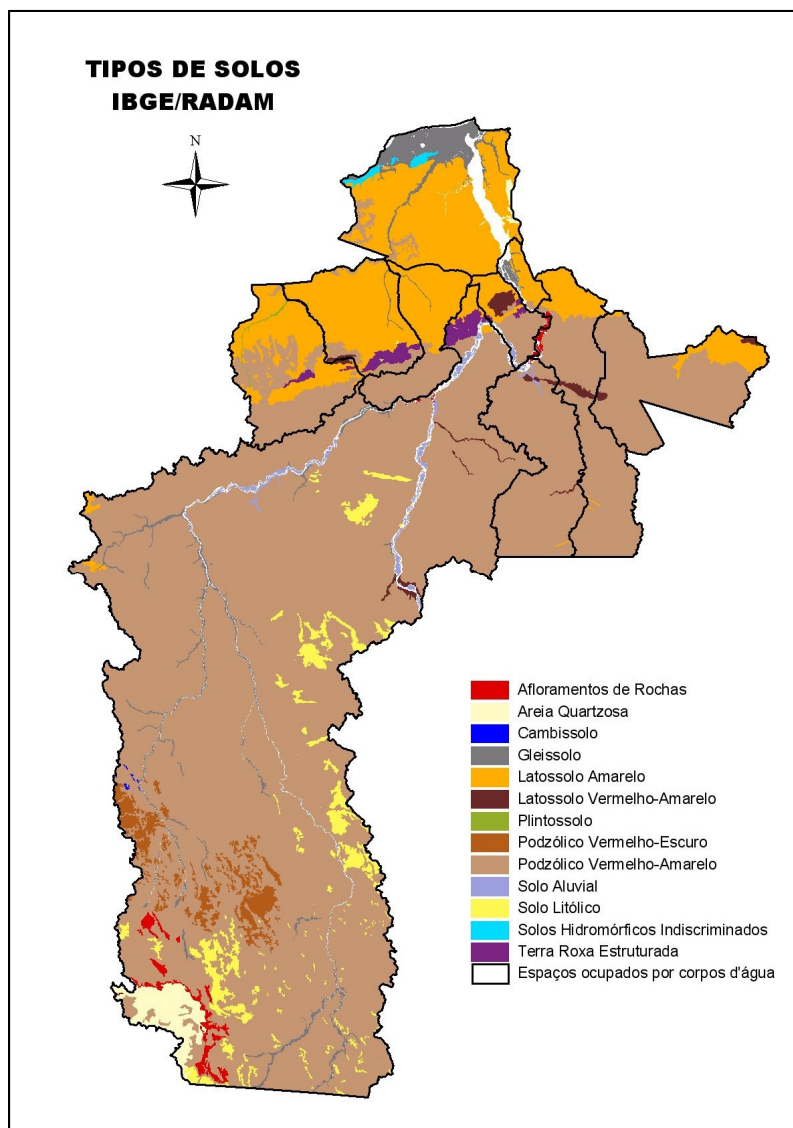 TIPOS DE SOLOS
IBGE/RADAM
N
Afloramentos de Rochas
Areia Quartzosa
Cambissolo
Gleissolo
Latossolo Amarelo
Latossolo Vermelho-Amarelo
Plintossolo
Podzólico Vermelho-Escuro
Podzólico Vermelho-Amarelo
Solo Aluvial
Solo Litólico
Solos Hidromórficos Indiscriminados
Terra Roxa Estruturada
Espaços ocupados por corpos d'água